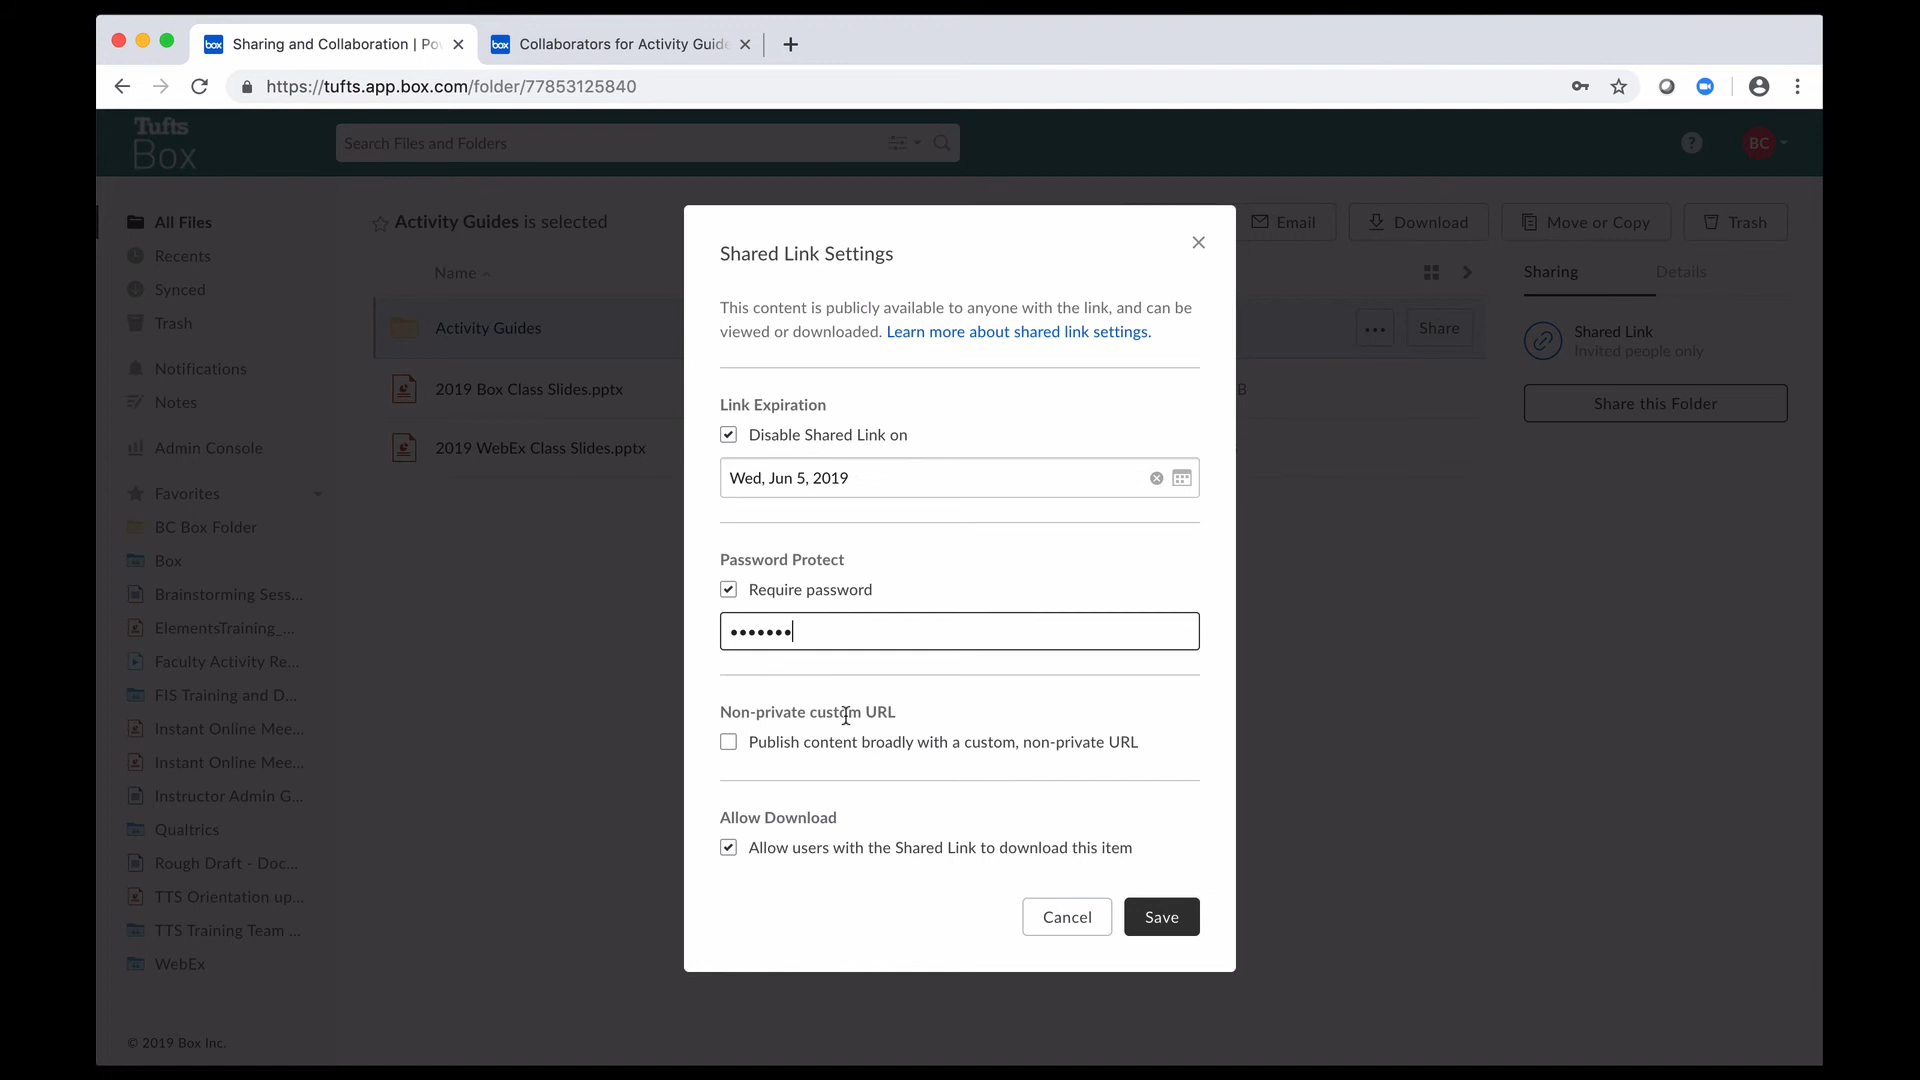 Sharing and Collaboration | Po
Collaborators for Activity Guide
https://tufts.app.box.com/folder/77853125840
Tufts
Box
Search Files and Folders
?
BC
All Files
Recents
Synced
Trash
Notifications
Notes
Admin Console
Favorites
BC Box Folder
Box
Brainstorming Sess...
ElementsTraining_...
Faculty Activity Re...
FIS Training and D...
Instant Online Mee...
Instant Online Mee...
Instructor Admin G...
Qualtrics
Rough Draft - Doc...
TTS Orientation up...
TTS Training Team ...
WebEx
© 2019 Box Inc.
Activity Guides is selected
Email
Download
Move or Copy
Trash
Name
Activity Guides
Share
2019 Box Class Slides.pptx
B
2019 WebEx Class Slides.pptx
Sharing
Details
Shared Link
Invited people only
Share this Folder
Shared Link Settings
This content is publicly available to anyone with the link, and can be
viewed or downloaded. Learn more about shared link settings.
Link Expiration
Disable Shared Link on
Wed, Jun 5, 2019
Password Protect
Require password
•••••••
Non-private custom URL
Publish content broadly with a custom, non-private URL
Allow Download
Allow users with the Shared Link to download this item
Cancel
Save